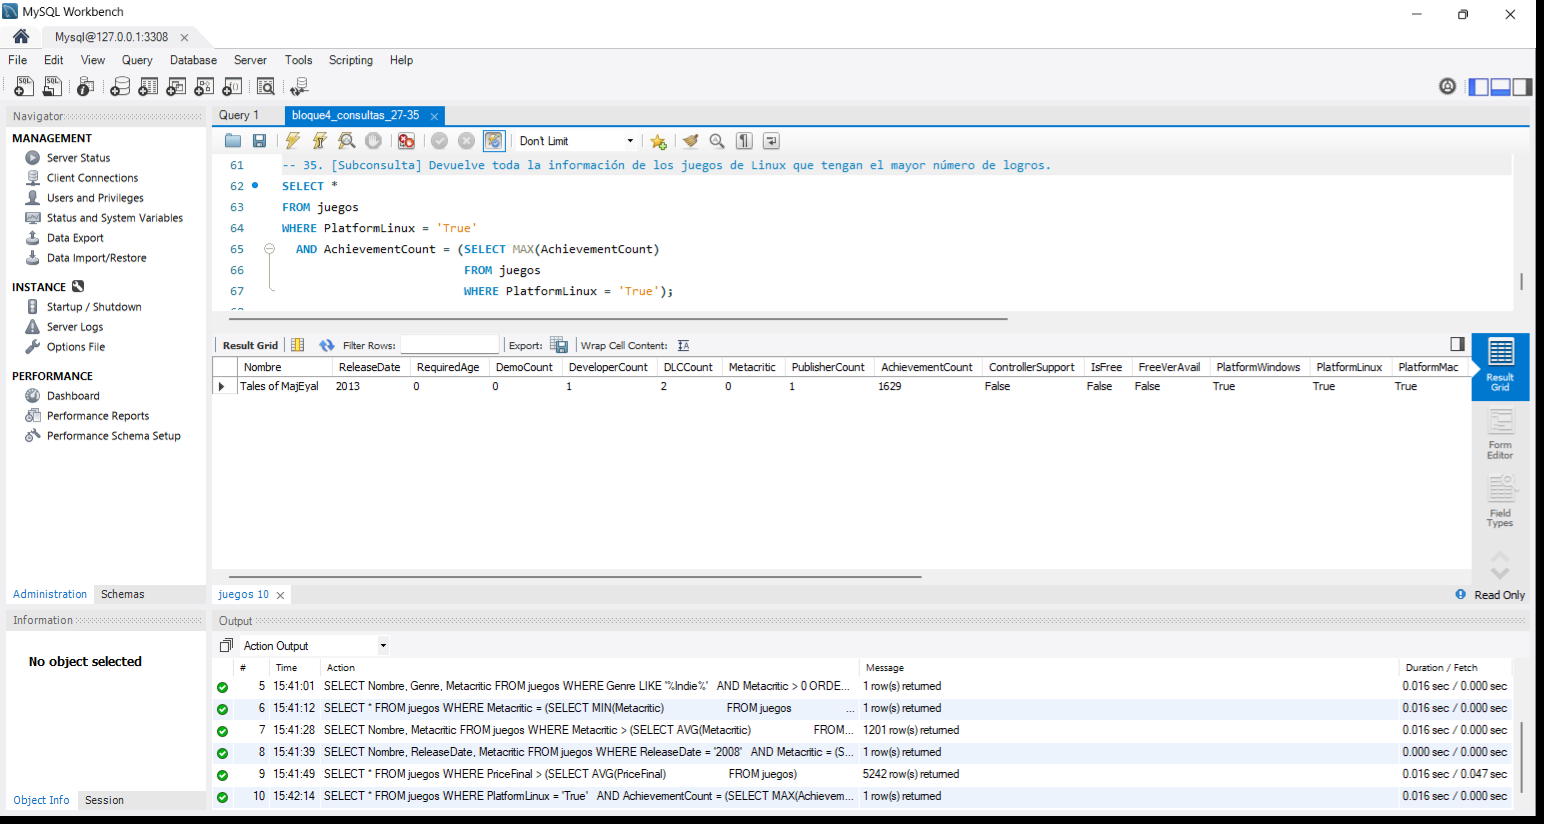 MySQL Workbench
Mysql@127.0.0.1:3308
File Edit View Query Database Server Tools Scripting Help
Navigator
MANAGEMENT
Server Status
Client Connections
Users and Privileges
Status and System Variables
Data Export
Data Import/Restore
INSTANCE
Startup / Shutdown
Server Logs
Options File
PERFORMANCE
Dashboard
Performance Reports
Performance Schema Setup
Administration Schemas
Information
No object selected
Object Info Session
Query 1 bloque4_consultas_27-35
Don't Limit
61 -- 35. [Subconsulta] Devuelve toda la información de los juegos de Linux que tengan el mayor número de logros.
62 SELECT *
63 FROM juegos
64 WHERE PlatformLinux = 'True'
65 AND AchievementCount = (SELECT MAX(AchievementCount)
66 FROM juegos
67 WHERE PlatformLinux = 'True');
Result Grid Filter Rows: Export: Wrap Cell Content:
Nombre ReleaseDate RequiredAge DemoCount DeveloperCount DLCCount Metacritic PublisherCount AchievementCount ControllerSupport IsFree FreeVerAvail PlatformWindows PlatformLinux PlatformMac
Tales of MajEyal 2013 0 0 1 2 0 1 1629 False False False True True True
Result Grid
Form Editor
Field Types
juegos 10
Read Only
Output
Action Output
# Time Action Message Duration / Fetch
5 15:41:01 SELECT Nombre, Genre, Metacritic FROM juegos WHERE Genre LIKE '%Indie%' AND Metacritic > 0 ORDE... 1 row(s) returned 0.016 sec / 0.000 sec
6 15:41:12 SELECT * FROM juegos WHERE Metacritic = (SELECT MIN(Metacritic) FROM juegos ... 1 row(s) returned 0.016 sec / 0.000 sec
7 15:41:28 SELECT Nombre, Metacritic FROM juegos WHERE Metacritic > (SELECT AVG(Metacritic) FROM... 1201 row(s) returned 0.016 sec / 0.000 sec
8 15:41:39 SELECT Nombre, ReleaseDate, Metacritic FROM juegos WHERE ReleaseDate = '2008' AND Metacritic = (S... 1 row(s) returned 0.000 sec / 0.000 sec
9 15:41:49 SELECT * FROM juegos WHERE PriceFinal > (SELECT AVG(PriceFinal) FROM juegos) 5242 row(s) returned 0.016 sec / 0.047 sec
10 15:42:14 SELECT * FROM juegos WHERE PlatformLinux = 'True' AND AchievementCount = (SELECT MAX(Achievem... 1 row(s) returned 0.016 sec / 0.000 sec